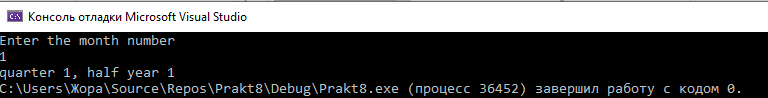 Консоль отладки Microsoft Visual Studio
Enter the month number
1
quarter 1, half year 1
C:\Users\Жора\Source\Repos\Prakt8\Debug\Prakt8.exe (процесс 36452) завершил работу с кодом 0.